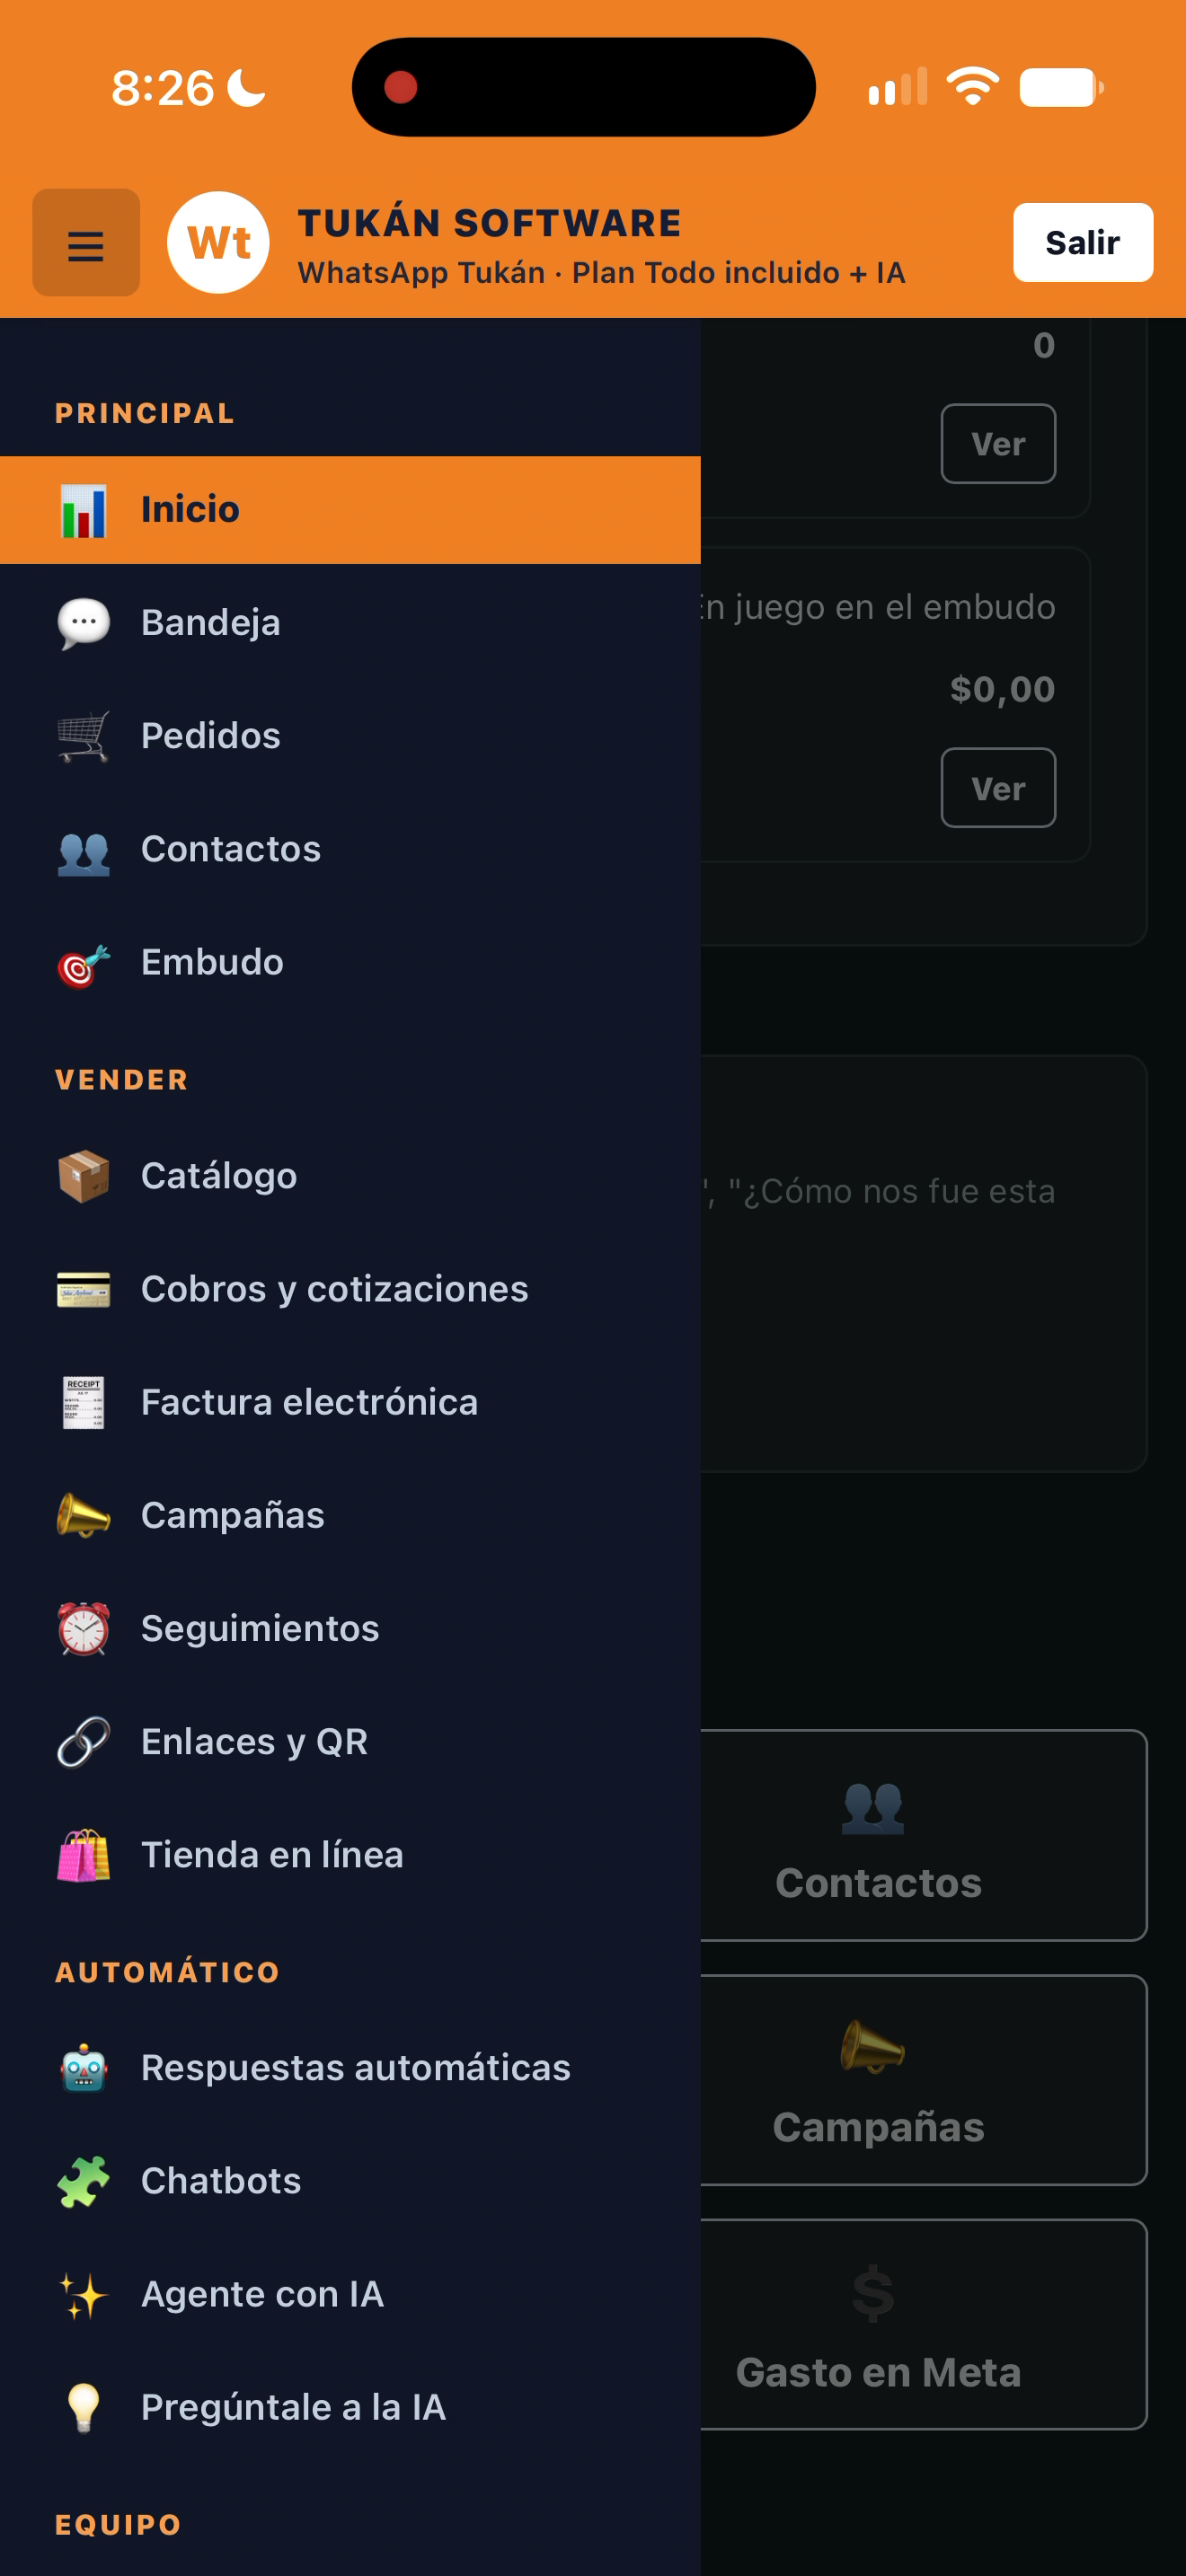 8:26
Wt
TUKÁN SOFTWARE
WhatsApp Tukán · Plan Todo incluido + IA
Salir
PRINCIPAL
Inicio
Bandeja
Pedidos
Contactos
Embudo
VENDER
Catálogo
Cobros y cotizaciones
Factura electrónica
Campañas
Seguimientos
Enlaces y QR
Tienda en línea
AUTOMÁTICO
Respuestas automáticas
Chatbots
Agente con IA
Pregúntale a la IA
EQUIPO
0
Ver
En juego en el embudo
$0,00
Ver
", "¿Cómo nos fue esta
Contactos
Campañas
$
Gasto en Meta